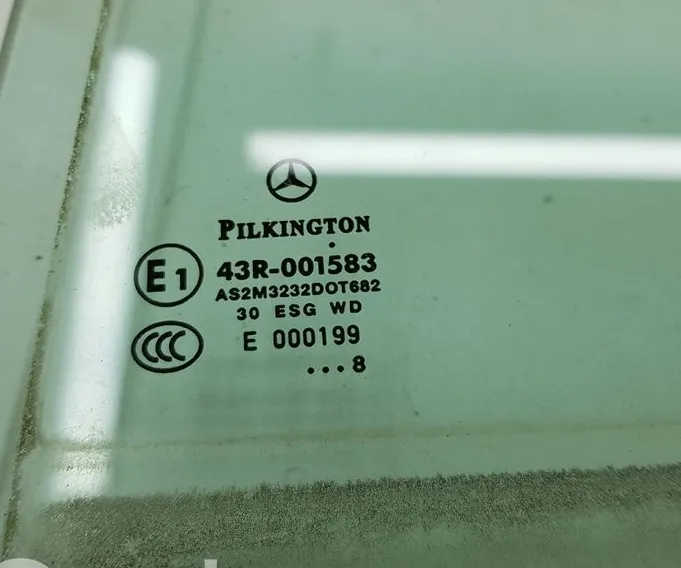 PILKINGTON
E1
43R-001583
AS2M3232DOT682
30 ESG WD
CCC
E 000199
...8